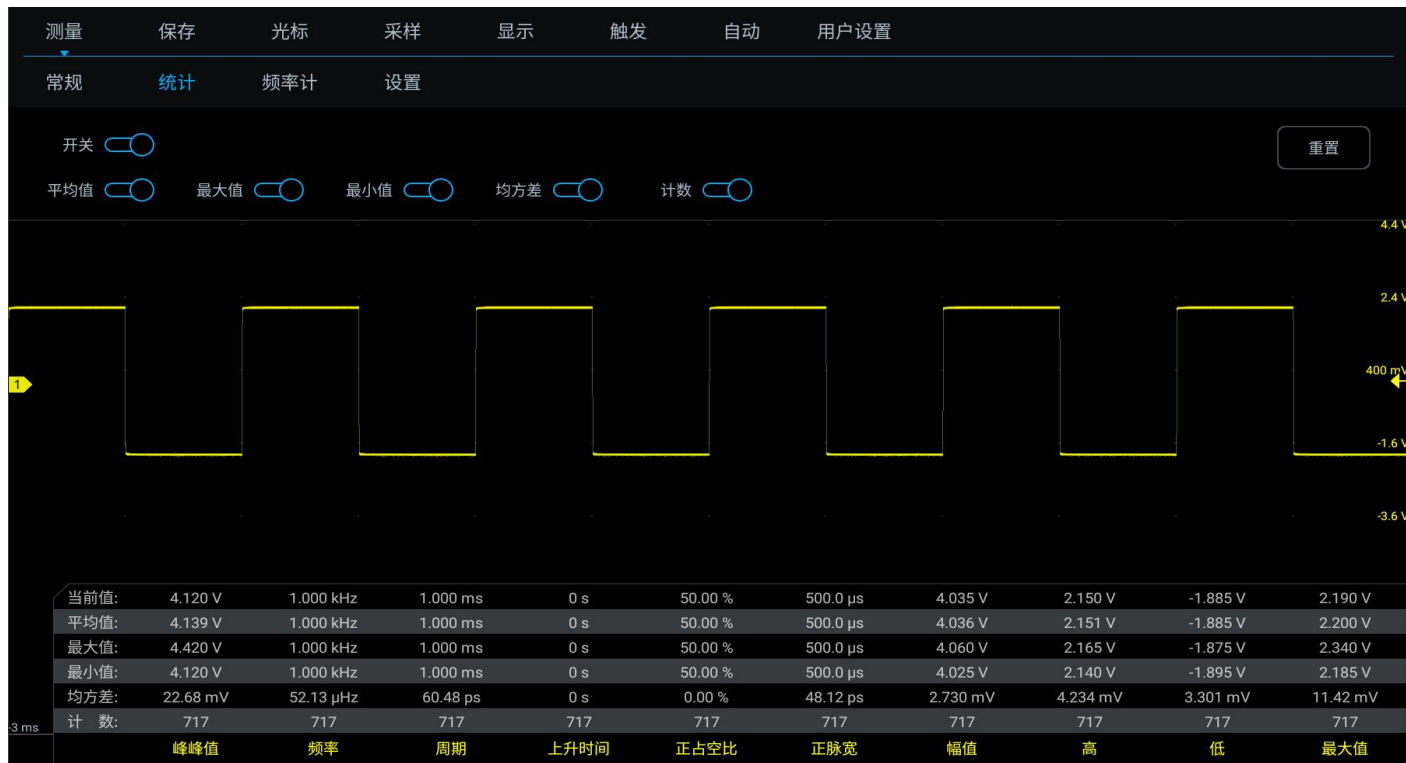 测量 保存 光标 采样 显示 触发 自动 用户设置
常规 统计 频率计 设置
开关 重置
平均值 最大值 最小值 均方差 计数
4.4 V
2.4 V
1
400 mV
-1.6 V
-3.6 V
当前值: 4.120 V 1.000 kHz 1.000 ms 0 s 50.00 % 500.0 µs 4.035 V 2.150 V -1.885 V 2.190 V
平均值: 4.139 V 1.000 kHz 1.000 ms 0 s 50.00 % 500.0 µs 4.036 V 2.151 V -1.885 V 2.200 V
最大值: 4.420 V 1.000 kHz 1.000 ms 0 s 50.00 % 500.0 µs 4.060 V 2.165 V -1.875 V 2.340 V
最小值: 4.120 V 1.000 kHz 1.000 ms 0 s 50.00 % 500.0 µs 4.025 V 2.140 V -1.895 V 2.185 V
均方差: 22.68 mV 52.13 µHz 60.48 ps 0 s 0.00 % 48.12 ps 2.730 mV 4.234 mV 3.301 mV 11.42 mV
计 数: 717 717 717 717 717 717 717 717 717 717
-3 ms
峰峰值 频率 周期 上升时间 正占空比 正脉宽 幅值 高 低 最大值